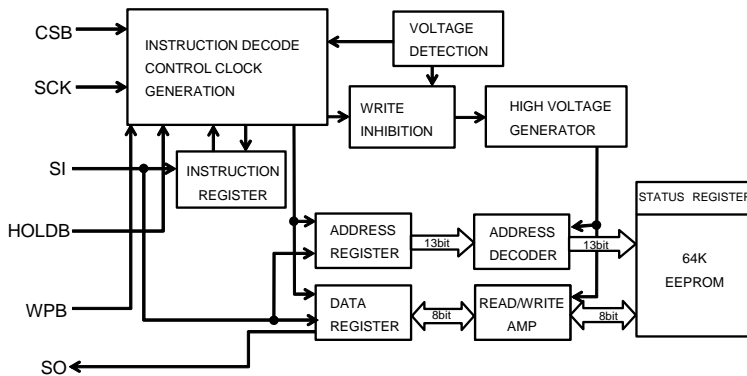 CSB
SCK
SI
HOLDB
WPB
SO
INSTRUCTION DECODE
CONTROL CLOCK
GENERATION
VOLTAGE
DETECTION
WRITE
INHIBITION
HIGH VOLTAGE
GENERATOR
INSTRUCTION
REGISTER
ADDRESS
REGISTER
13bit
ADDRESS
DECODER
13bit
STATUS REGISTER
64K
EEPROM
DATA
REGISTER
8bit
READ/WRITE
AMP
8bit